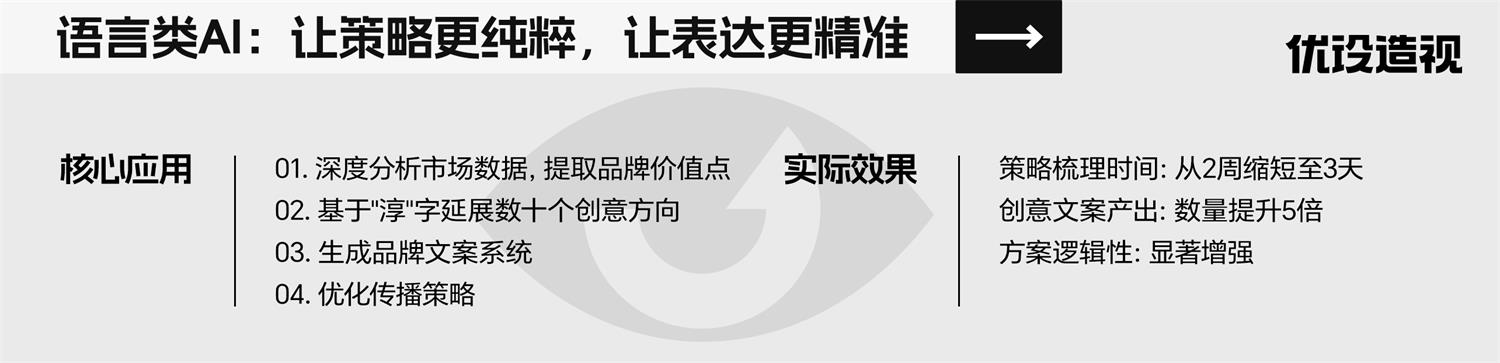 语言类AI：让策略更纯粹，让表达更精准
优设造视
核心应用
01. 深度分析市场数据, 提取品牌价值点
02. 基于"淳"字延展数十个创意方向
03. 生成品牌文案系统
04. 优化传播策略
实际效果
策略梳理时间: 从2周缩短至3天
创意文案产出: 数量提升5倍
方案逻辑性: 显著增强